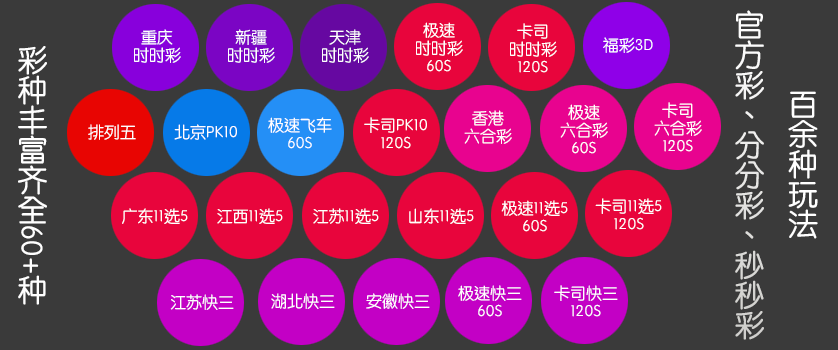 彩种丰富齐全60+种
重庆
时时彩
新疆
时时彩
天津
时时彩
极速
时时彩
60S
卡司
时时彩
120S
福彩3D
排列五
北京PK10
极速飞车
60S
卡司PK10
120S
香港
六合彩
极速
六合彩
60S
卡司
六合彩
120S
广东11选5
江西11选5
江苏11选5
山东11选5
极速11选5
60S
卡司11选5
120S
江苏快三
湖北快三
安徽快三
极速快三
60S
卡司快三
120S
官方彩、分分彩、秒秒彩
百余种玩法